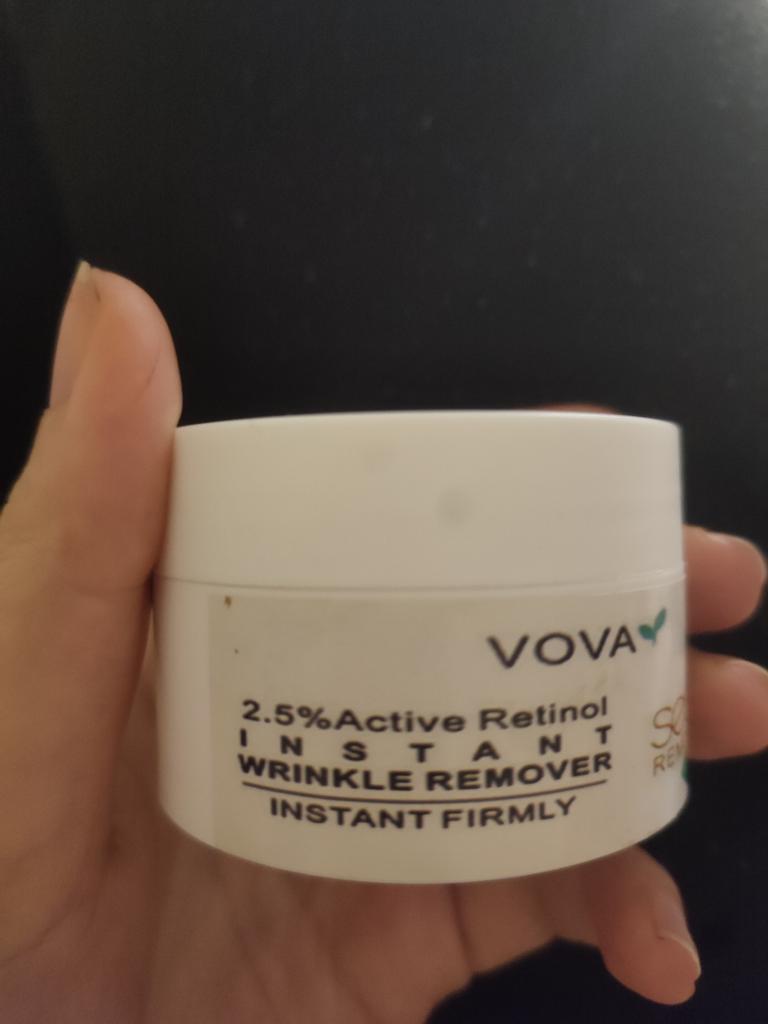 VOVA
2.5%Active Retinol
INSTANT
WRINKLE REMOVER
INSTANT FIRMLY